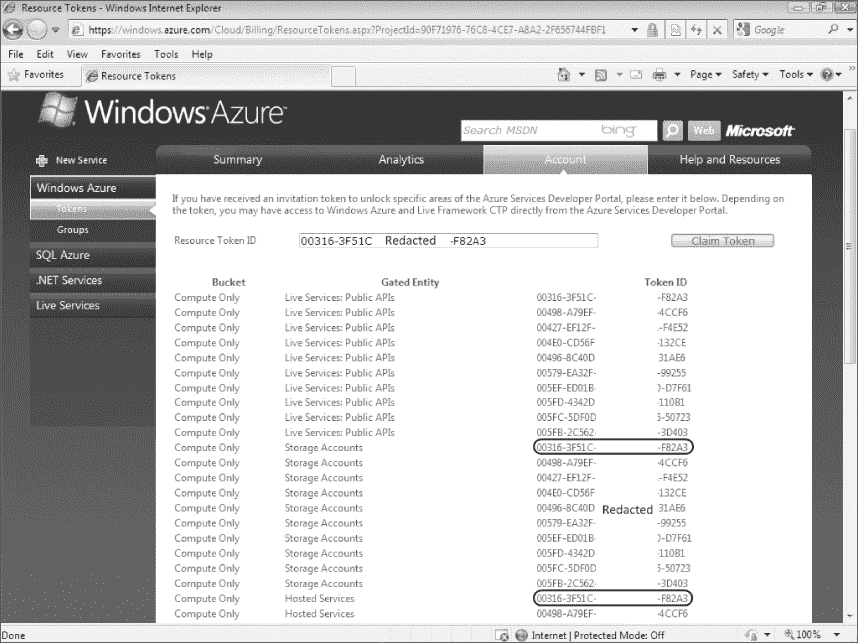 Resource Tokens - Windows Internet Explorer
https://windows.azure.com/Cloud/Billing/ResourceTokens.aspx?ProjectId=90F71976-76C8-4CE7-A8A2-2F656744FBF1
Google
File Edit View Favorites Tools Help
Favorites Resource Tokens Page Safety Tools
Windows Azure
Search MSDN bing Web Microsoft
New Service Summary Analytics Account Help and Resources
Windows Azure
Tokens
Groups
SQL Azure
.NET Services
Live Services
If you have received an invitation token to unlock specific areas of the Azure Services Developer Portal, please enter it below. Depending on
the token, you may have access to Windows Azure and Live Framework CTP directly from the Azure Services Developer Portal.
Resource Token ID 00316-3F51C Redacted -F82A3 Claim Token
Bucket Gated Entity Token ID
Compute Only Live Services: Public APIs 00316-3F51C- -F82A3
Compute Only Live Services: Public APIs 00498-A79EF- -4CCF6
Compute Only Live Services: Public APIs 00427-EF12F- -F4E52
Compute Only Live Services: Public APIs 004E0-CD56F -132CE
Compute Only Live Services: Public APIs 00496-8C40D 31AE6
Compute Only Live Services: Public APIs 00579-EA32F- -99255
Compute Only Live Services: Public APIs 005EF-ED01B- D-D7F61
Compute Only Live Services: Public APIs 005FD-4342D -110B1
Compute Only Live Services: Public APIs 005FC-5DF0D 5-50723
Compute Only Live Services: Public APIs 005FB-2C562- -3D403
Compute Only Storage Accounts 00316-3F51C- -F82A3
Compute Only Storage Accounts 00498-A79EF- -4CCF6
Compute Only Storage Accounts 00427-EF12F- -F4E52
Compute Only Storage Accounts 004E0-CD56F -132CE
Compute Only Storage Accounts 00496-8C40D Redacted 31AE6
Compute Only Storage Accounts 00579-EA32F- -99255
Compute Only Storage Accounts 005EF-ED01B- D-D7F61
Compute Only Storage Accounts 005FD-4342D -110B1
Compute Only Storage Accounts 005FC-5DF0D 5-50723
Compute Only Storage Accounts 005FB-2C562- -3D403
Compute Only Hosted Services 00316-3F51C- -F82A3
Compute Only Hosted Services 00498-A79EF- -4CCF6
Done Internet | Protected Mode: Off 100%